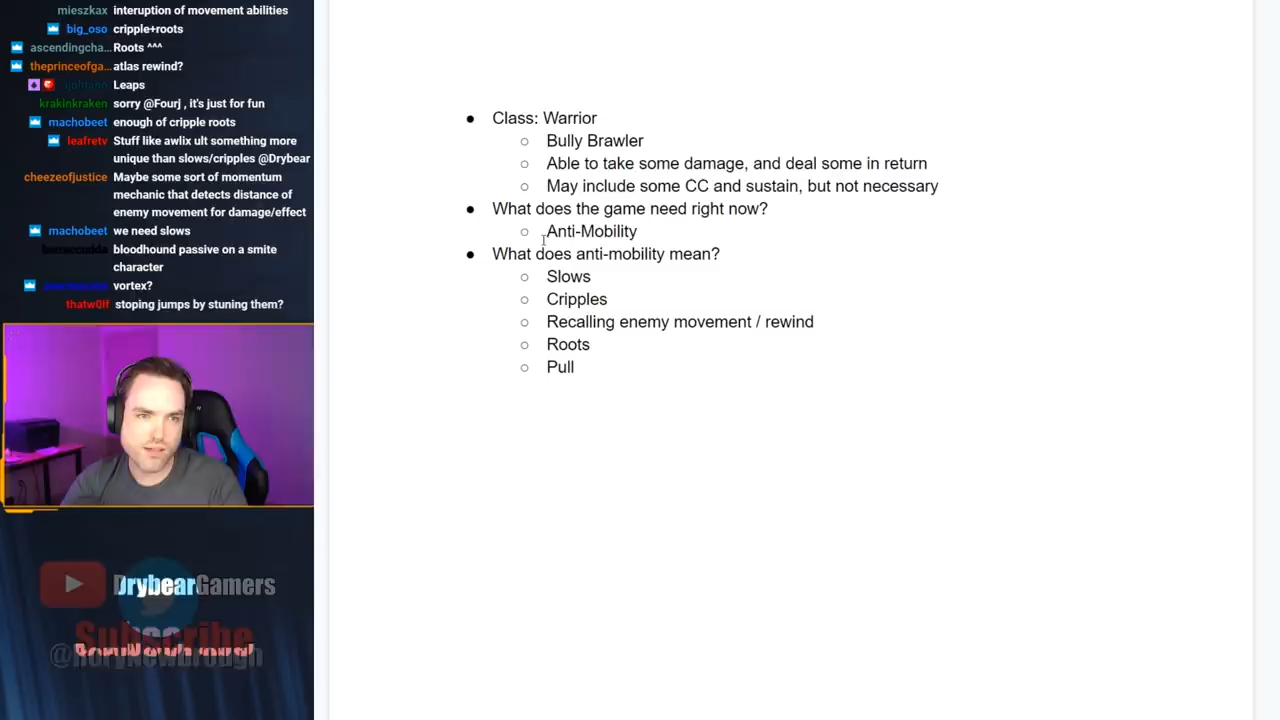 mieszkax interuption of movement abilities
big_oso cripple+roots
ascendingcha... Roots ^^^
theprinceofga... atlas rewind?
Leaps
krakinkraken sorry @Fourj , it's just for fun
machobeet enough of cripple roots
leafretv Stuff like awlix ult something more
unique than slows/cripples @Drybear
cheezeofjustice Maybe some sort of momentum
mechanic that detects distance of
enemy movement for damage/effect
machobeet we need slows
bloodhound passive on a smite
character
vortex?
thatw0lf stoping jumps by stuning them?
DrybearGamers
Subscribe
@RoryNewbrough
● Class: Warrior
○ Bully Brawler
○ Able to take some damage, and deal some in return
○ May include some CC and sustain, but not necessary
● What does the game need right now?
○ Anti-Mobility
● What does anti-mobility mean?
○ Slows
○ Cripples
○ Recalling enemy movement / rewind
○ Roots
○ Pull